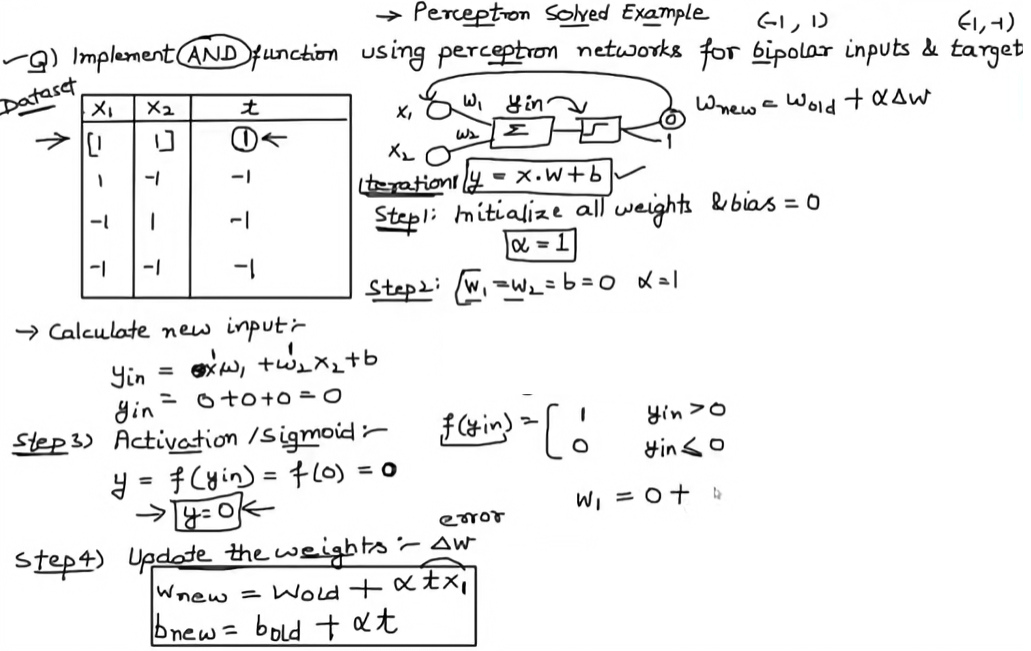 → Perceptron Solved Example
(-1, 1) (-1, -1)
Q) Implement AND function using perceptron networks for bipolar inputs & target
Dataset
x₁ x₂ t
→ [1 1] 1 ←
1 -1 -1
-1 1 -1
-1 -1 -1
x₁ w₁ yin 0
x₂ w₂ Σ 1
Wnew = Wold + αΔW
Iteration1 y = x.w + b ✓
Step1: Initialize all weights & bias = 0
α = 1
Step2: w₁ = w₂ = b = 0 α = 1
→ Calculate new input:-
yin = x₁w₁ + w₂x₂ + b
yin = 0+0+0 = 0
Step3) Activation / Sigmoid:-
y = f(yin) = f(0) = 0
→ y = 0 ←
f(yin) = { 1 yin > 0
0 yin ≤ 0
w₁ = 0 +
error
Step4) Update the weights:- ΔW
Wnew = Wold + α t x₁
bnew = bold + αt